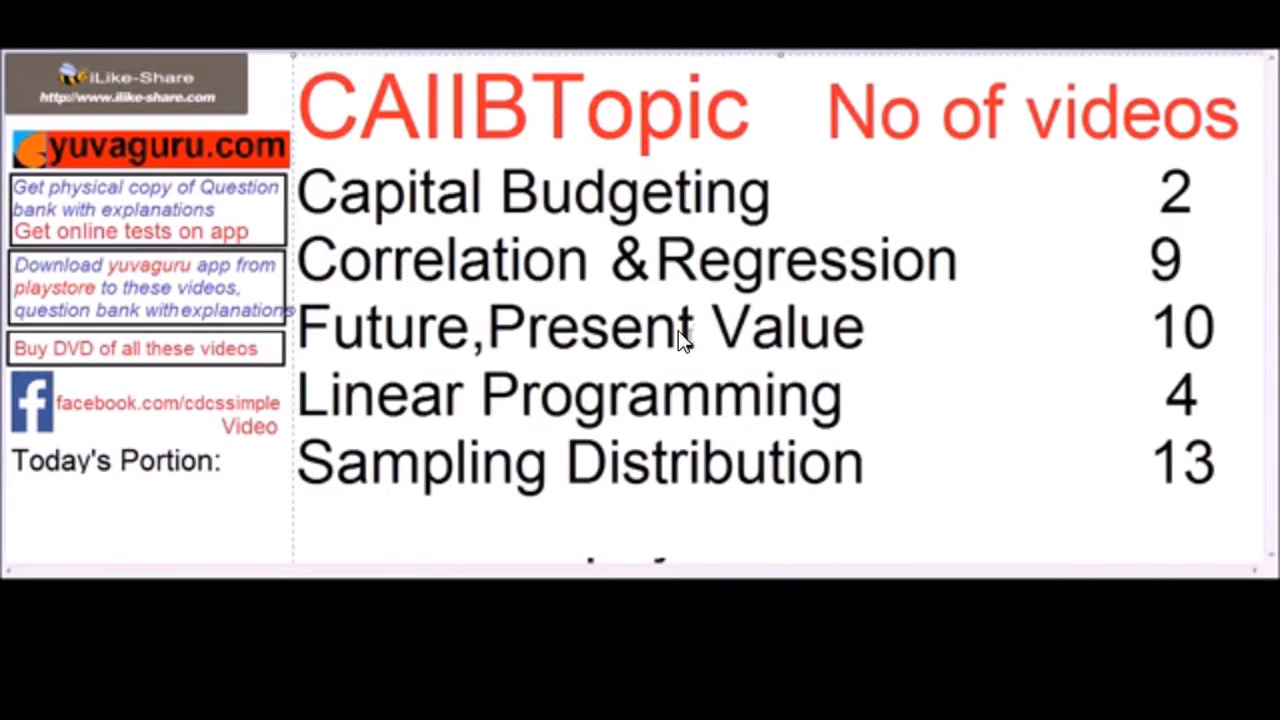 iLike-Share
http://www.ilike-share.com
yuvaguru.com
Get physical copy of Question
bank with explanations
Get online tests on app
Download yuvaguru app from
playstore to these videos,
question bank with explanations
Buy DVD of all these videos
facebook.com/cdcssimple
Video
Today's Portion:
CAIIBTopic No of videos
Capital Budgeting 2
Correlation &Regression 9
Future,Present Value 10
Linear Programming 4
Sampling Distribution 13